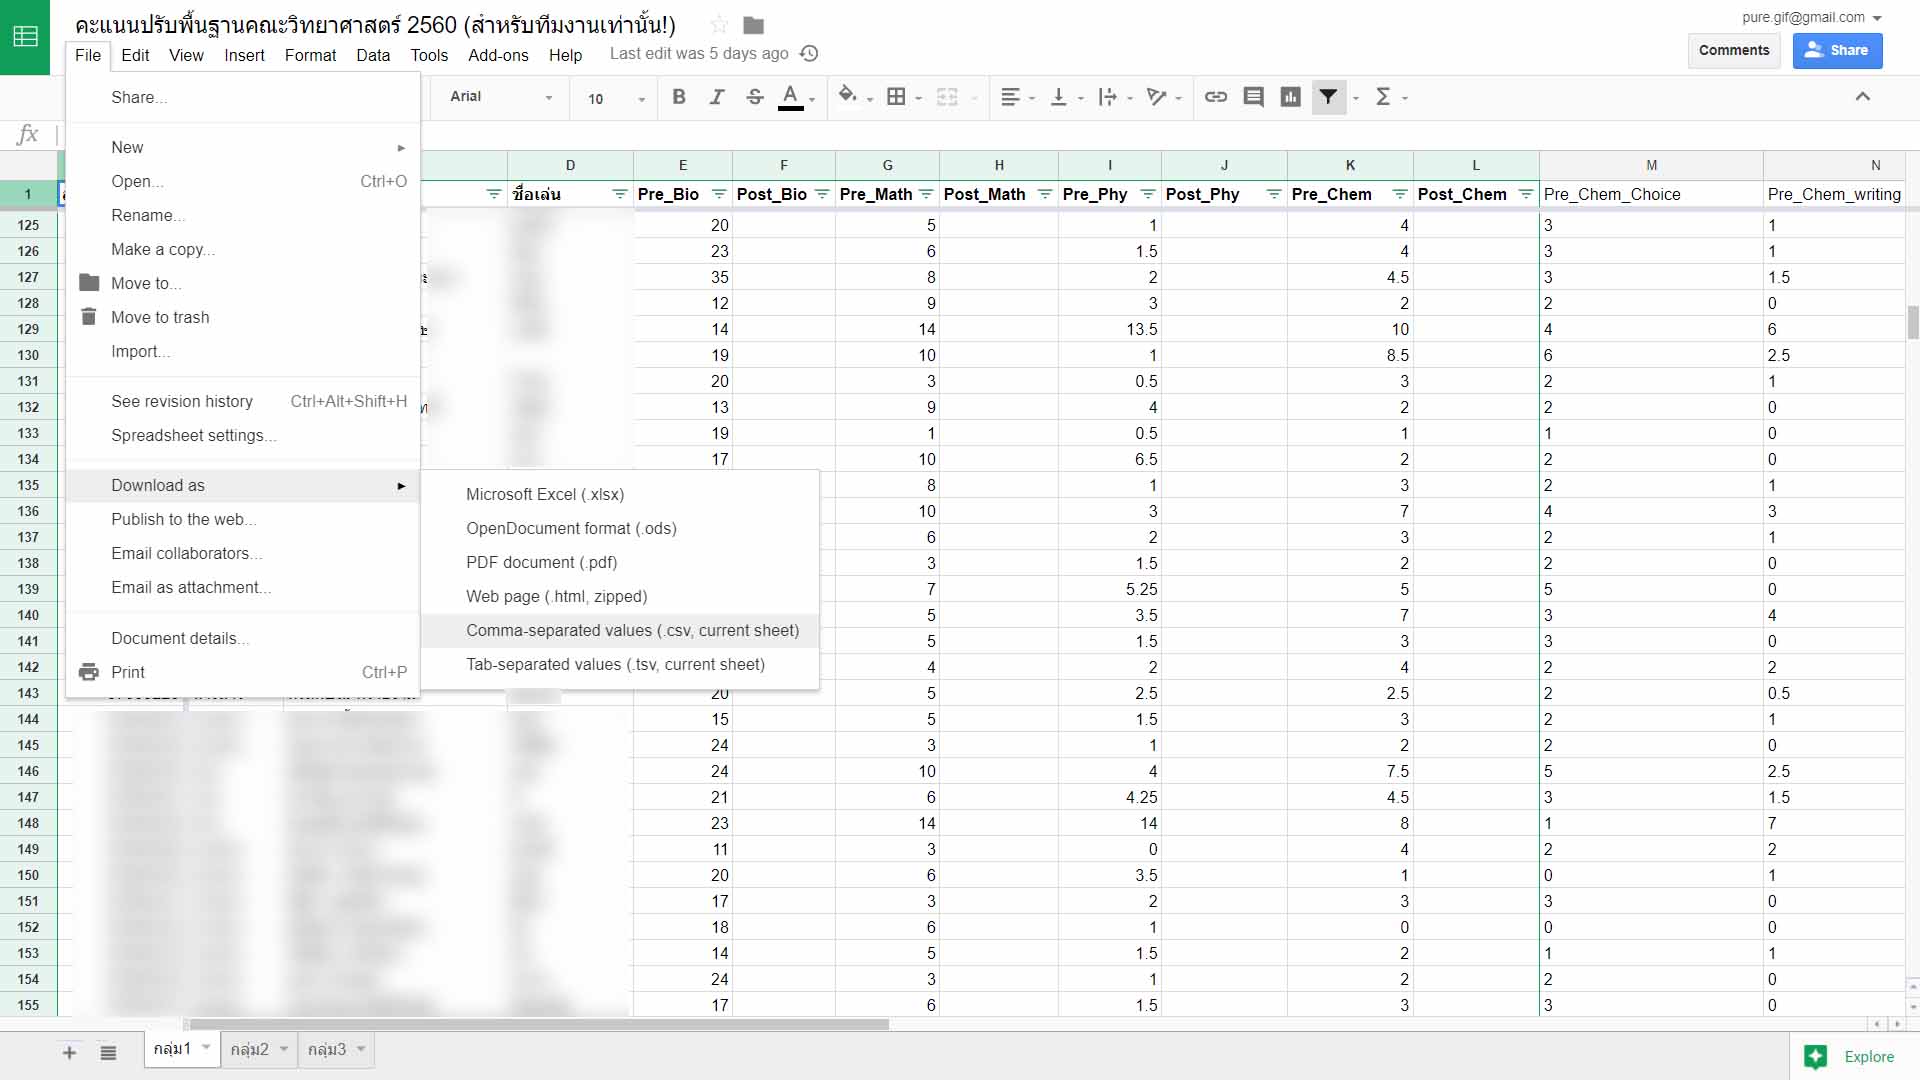 คะแนนปรับพื้นฐานคณะวิทยาศาสตร์ 2560 (สำหรับทีมงานเท่านั้น!)
pure.gif@gmail.com
File Edit View Insert Format Data Tools Add-ons Help Last edit was 5 days ago
Comments Share
Arial 10 B I S A Σ
fx
Share...
New
Open... Ctrl+O
Rename...
Make a copy...
Move to...
Move to trash
Import...
See revision history Ctrl+Alt+Shift+H
Spreadsheet settings...
Download as
Publish to the web...
Email collaborators...
Email as attachment...
Document details...
Print Ctrl+P
Microsoft Excel (.xlsx)
OpenDocument format (.ods)
PDF document (.pdf)
Web page (.html, zipped)
Comma-separated values (.csv, current sheet)
Tab-separated values (.tsv, current sheet)
D E F G H I J K L M N
1 ชื่อเล่น Pre_Bio Post_Bio Pre_Math Post_Math Pre_Phy Post_Phy Pre_Chem Post_Chem Pre_Chem_Choice Pre_Chem_writing
125 20 5 1 4 3 1
126 23 6 1.5 4 3 1
127 35 8 2 4.5 3 1.5
128 12 9 3 2 2 0
129 14 14 13.5 10 4 6
130 19 10 1 8.5 6 2.5
131 20 3 0.5 3 2 1
132 13 9 4 2 2 0
133 19 1 0.5 1 1 0
134 17 10 6.5 2 2 0
135 8 1 3 2 1
136 10 3 7 4 3
137 6 2 3 2 1
138 3 1.5 2 2 0
139 7 5.25 5 5 0
140 5 3.5 7 3 4
141 5 1.5 3 3 0
142 4 2 4 2 2
143 20 5 2.5 2.5 2 0.5
144 15 5 1.5 3 2 1
145 24 3 1 2 2 0
146 24 10 4 7.5 5 2.5
147 21 6 4.25 4.5 3 1.5
148 23 14 14 8 1 7
149 11 3 0 4 2 2
150 20 6 3.5 1 0 1
151 17 3 2 3 3 0
152 18 6 1 0 0 0
153 14 5 1.5 2 1 1
154 24 3 1 2 2 0
155 17 6 1.5 3 3 0
กลุ่ม1 กลุ่ม2 กลุ่ม3
Explore